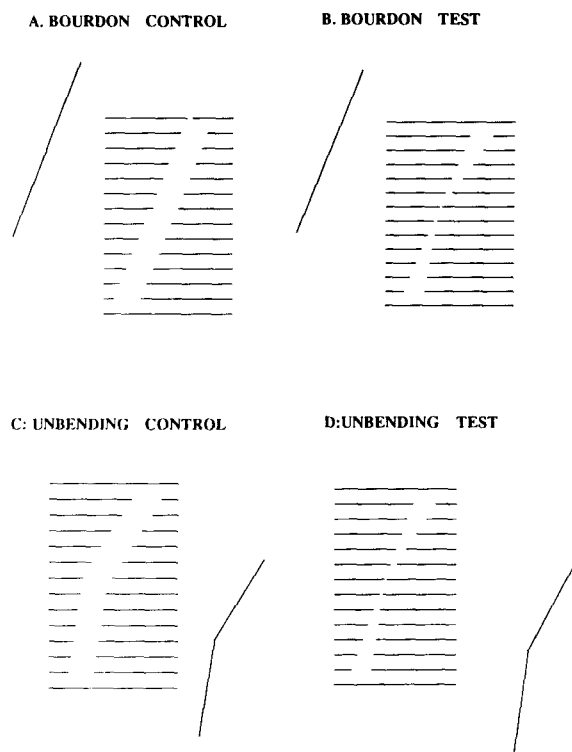 A. BOURDON CONTROL
B. BOURDON TEST
C: UNBENDING CONTROL
D:UNBENDING TEST